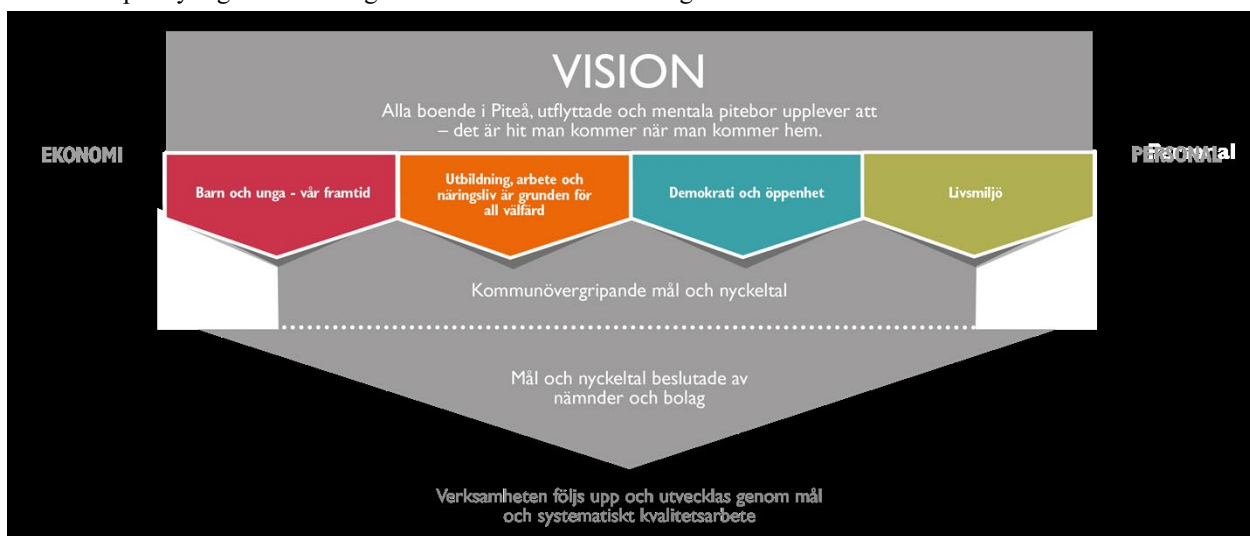 VISION
Alla boende i Piteå, utflyttade och mentala pitebor upplever att
– det är hit man kommer när man kommer hem.
EKONOMI
PERSONAL
Personal
Barn och unga - vår framtid
Utbildning, arbete och
näringsliv är grunden för
all välfärd
Demokrati och öppenhet
Livsmiljö
Kommunövergripande mål och nyckeltal
Mål och nyckeltal beslutade av
nämnder och bolag
Verksamheten följs upp och utvecklas genom mål
och systematiskt kvalitetsarbete